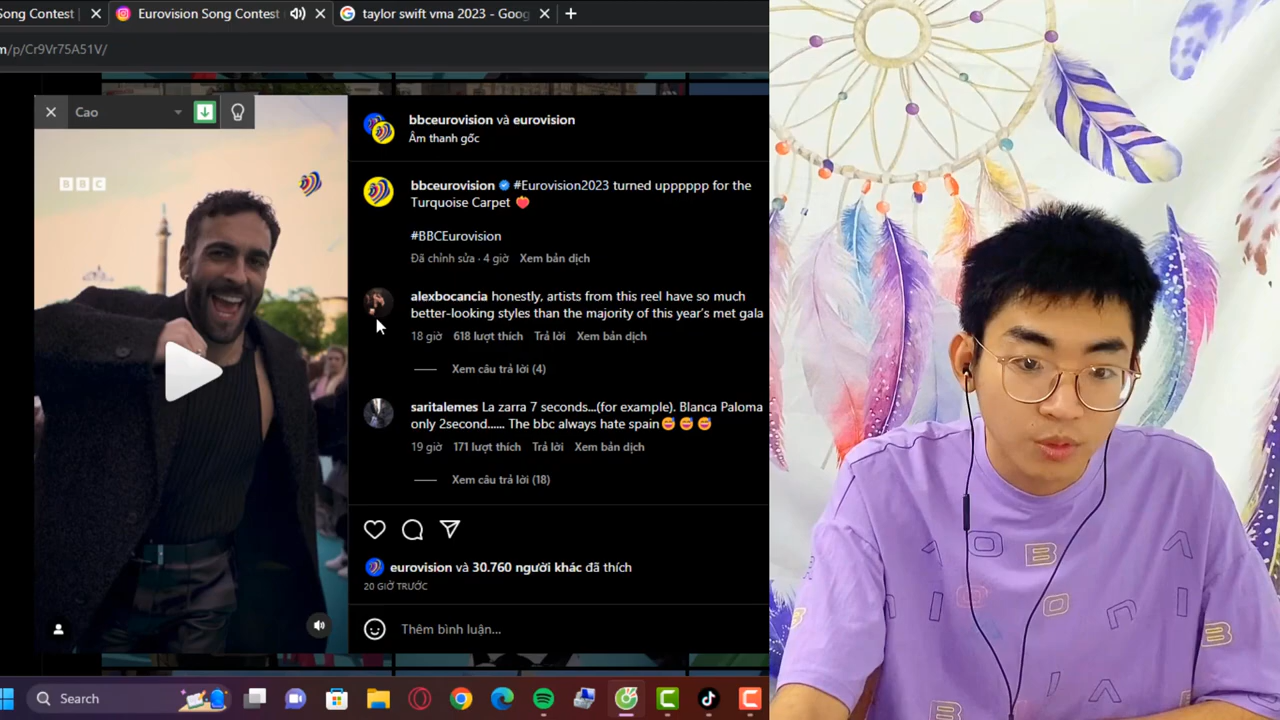 Song Contest
Eurovision Song Contest
taylor swift vma 2023 - Goog
m/p/Cr9Vr75A51V/
Cao
BBC
bbceurovision và eurovision
Âm thanh gốc
bbceurovision #Eurovision2023 turned upppppp for the
Turquoise Carpet
#BBCEurovision
Đã chỉnh sửa · 4 giờ Xem bản dịch
alexbocancia honestly, artists from this reel have so much
better-looking styles than the majority of this year's met gala
18 giờ 618 lượt thích Trả lời Xem bản dịch
Xem câu trả lời (4)
saritalemes La zarra 7 seconds...(for example). Blanca Paloma
only 2second...... The bbc always hate spain😅 😅 😅
19 giờ 171 lượt thích Trả lời Xem bản dịch
Xem câu trả lời (18)
eurovision và 30.760 người khác đã thích
20 GIỜ TRƯỚC
Thêm bình luận...
Search